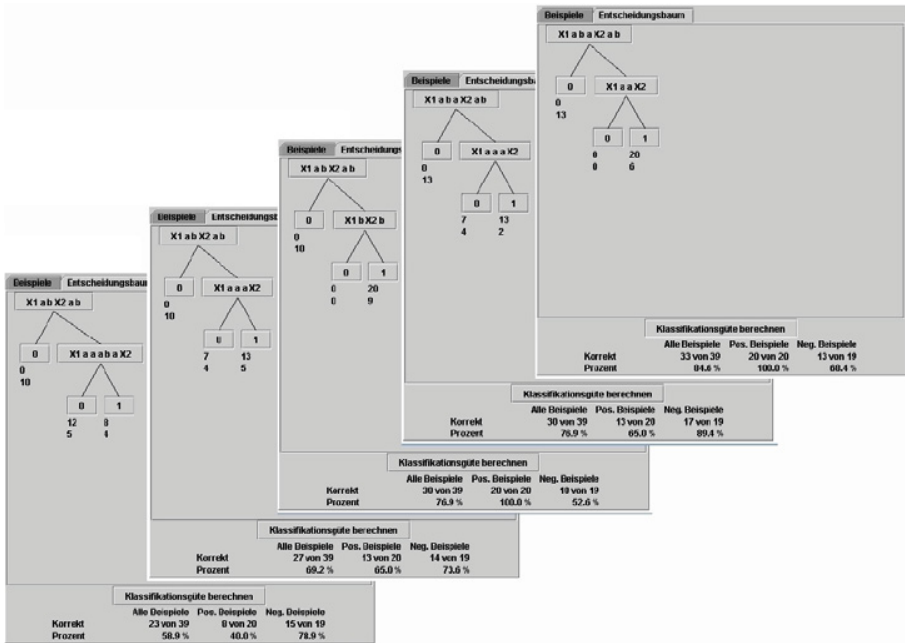 Beispiele Entscheidungsbaum
X1 a b X2 a b
0 X1 a a a b a X2
0
10
0 1
12 8
5 4
Klassifikationsgüte berechnen
Alle Beispiele Pos. Beispiele Neg. Beispiele
Korrekt 23 von 39 8 von 20 15 von 19
Prozent 58.9 % 40.0 % 78.9 %
Beispiele Entscheidungsb
X1 a b X2 a b
0 X1 a a a X2
0
10
0 1
7 13
4 5
Klassifikationsgüte berechnen
Alle Beispiele Pos. Beispiele Neg. Beispiele
Korrekt 27 von 39 13 von 20 14 von 19
Prozent 69.2 % 65.0 % 73.6 %
Beispiele Entscheidungsb
X1 a b X2 a b
0 X1 b X2 b
0
10
0 1
0 20
0 9
Klassifikationsgüte berechnen
Alle Beispiele Pos. Beispiele Neg. Beispiele
Korrekt 30 von 39 20 von 20 10 von 19
Prozent 76.9 % 100.0 % 52.6 %
Beispiele Entscheidungsba
X1 a b a X2 a b
0 X1 a a a X2
0
13
0 1
7 13
4 2
Klassifikationsgüte berechnen
Alle Beispiele Pos. Beispiele Neg. Beispiele
Korrekt 30 von 39 13 von 20 17 von 19
Prozent 76.9 % 65.0 % 89.4 %
Beispiele Entscheidungsbaum
X1 a b a X2 a b
0 X1 a a X2
0
13
0 1
0 20
0 6
Klassifikationsgüte berechnen
Alle Beispiele Pos. Beispiele Neg. Beispiele
Korrekt 33 von 39 20 von 20 13 von 19
Prozent 84.6 % 100.0 % 68.4 %